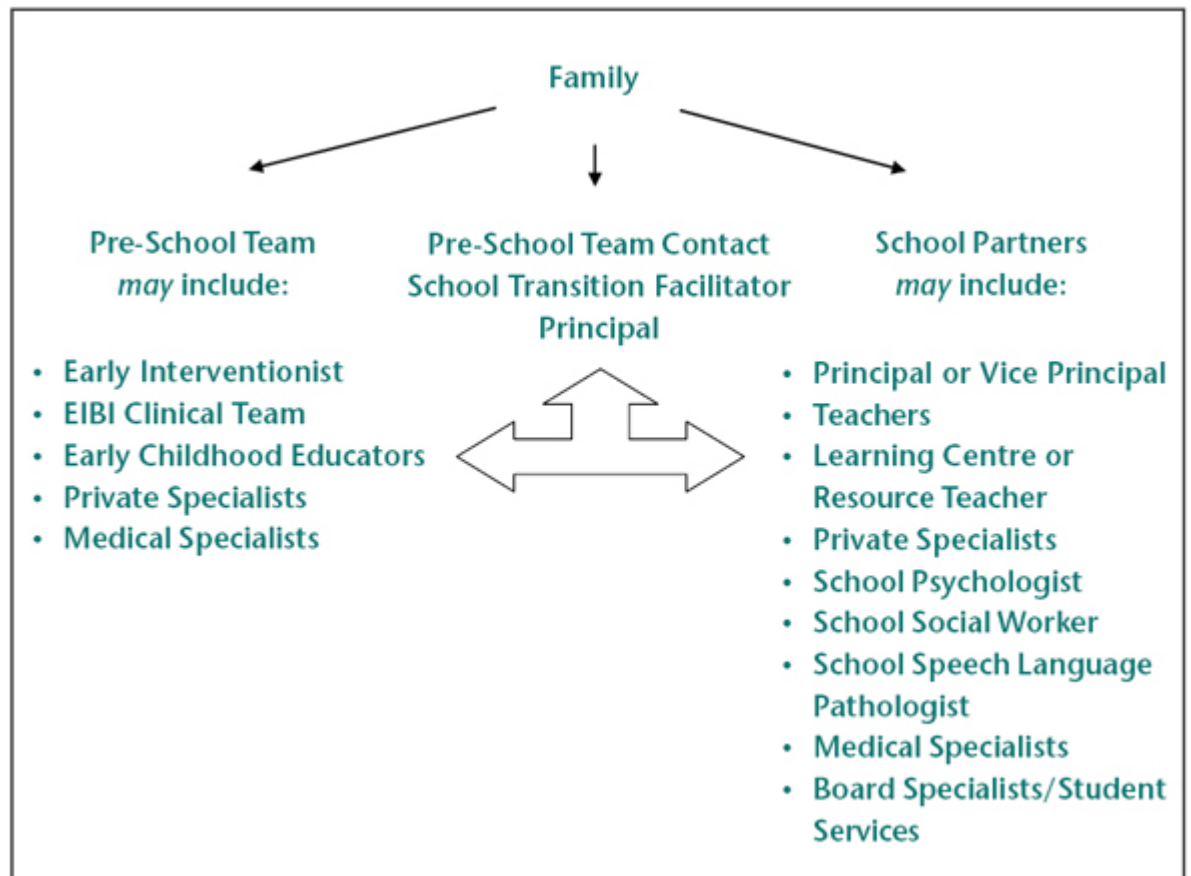 Family
Pre-School Team
may include:
• Early Interventionist
• EIBI Clinical Team
• Early Childhood Educators
• Private Specialists
• Medical Specialists
Pre-School Team Contact
School Transition Facilitator
Principal
School Partners
may include:
• Principal or Vice Principal
• Teachers
• Learning Centre or
Resource Teacher
• Private Specialists
• School Psychologist
• School Social Worker
• School Speech Language
Pathologist
• Medical Specialists
• Board Specialists/Student
Services